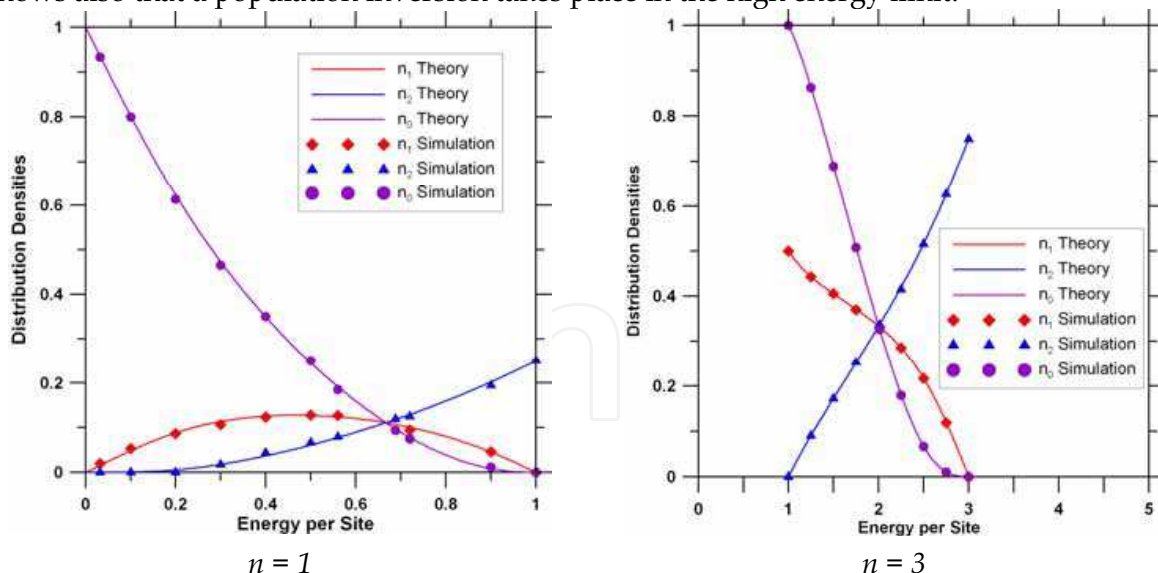 also that a population inversion takes place in the high energy limit.
Distribution Densities
1
0.8
0.6
0.4
0.2
0
n₁ Theory
n₂ Theory
n₀ Theory
n₁ Simulation
n₂ Simulation
n₀ Simulation
0 0.2 0.4 0.6 0.8 1
Energy per Site
n = 1
Distribution Densities
1
0.8
0.6
0.4
0.2
0
n₁ Theory
n₂ Theory
n₀ Theory
n₁ Simulation
n₂ Simulation
n₀ Simulation
0 1 2 3 4 5
Energy per Site
n = 3